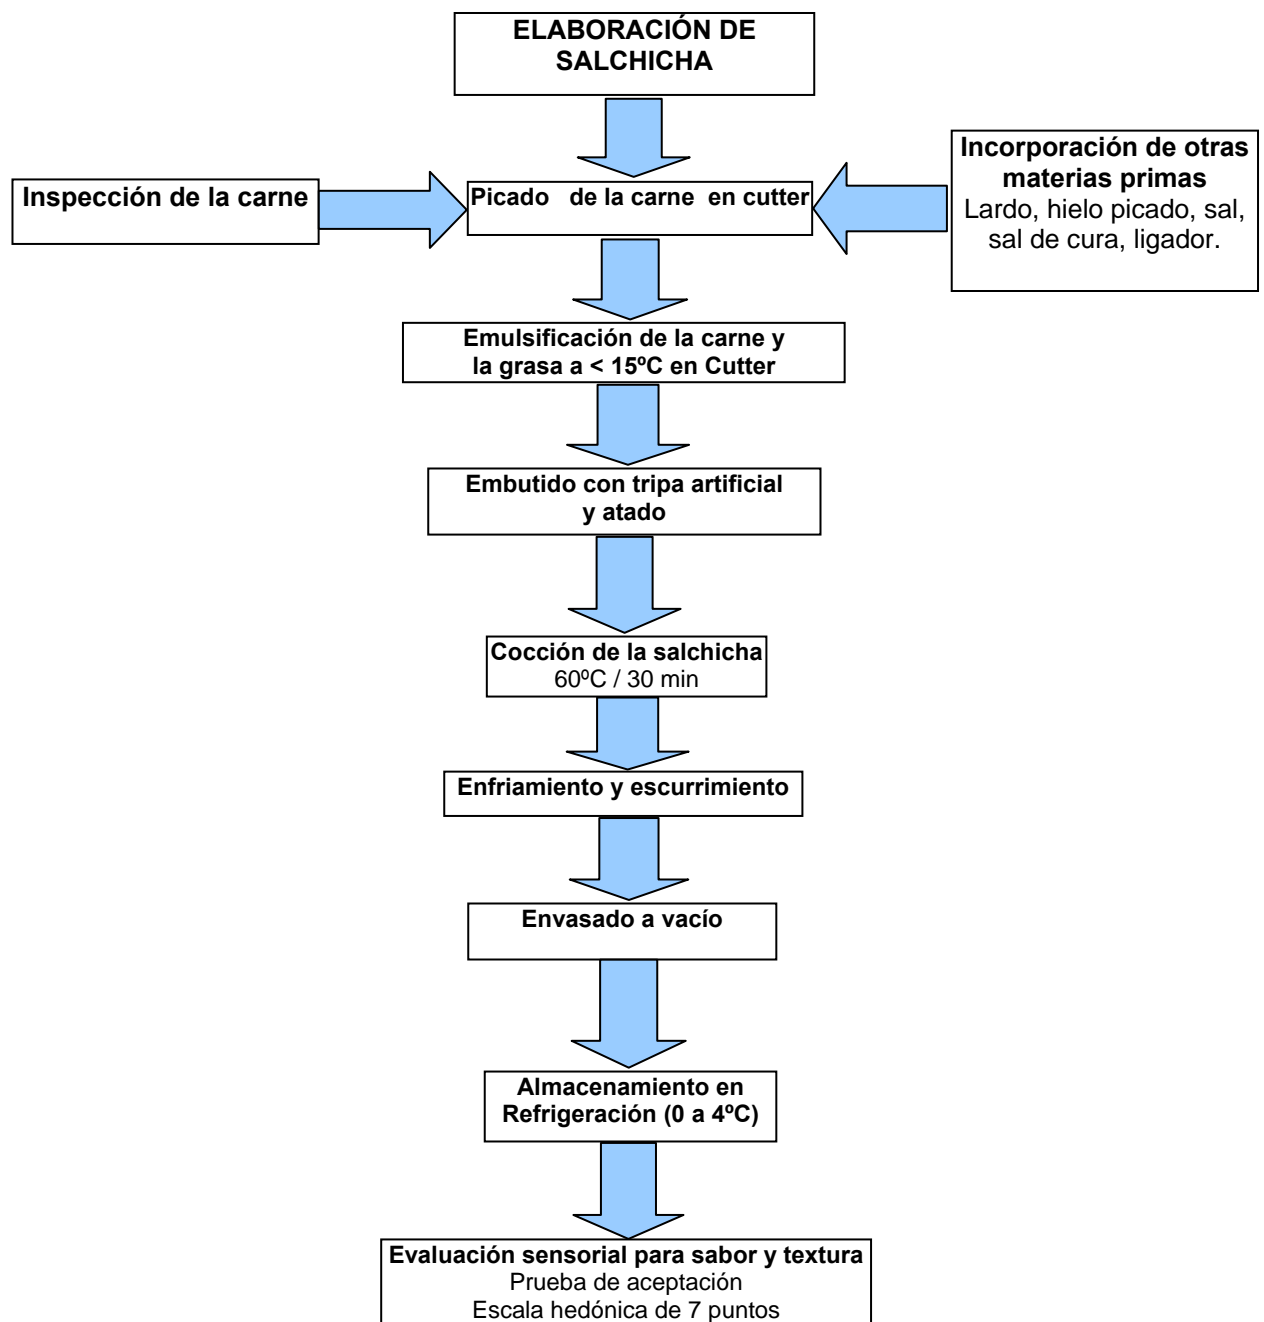 ELABORACIÓN DE
SALCHICHA
Inspección de la carne
Picado de la carne en cutter
Incorporación de otras
materias primas
Lardo, hielo picado, sal,
sal de cura, ligador.
Emulsificación de la carne y
la grasa a < 15ºC en Cutter
Embutido con tripa artificial
y atado
Cocción de la salchicha
60ºC / 30 min
Enfriamiento y escurrimiento
Envasado a vacío
Almacenamiento en
Refrigeración (0 a 4ºC)
Evaluación sensorial para sabor y textura
Prueba de aceptación
Escala hedónica de 7 puntos